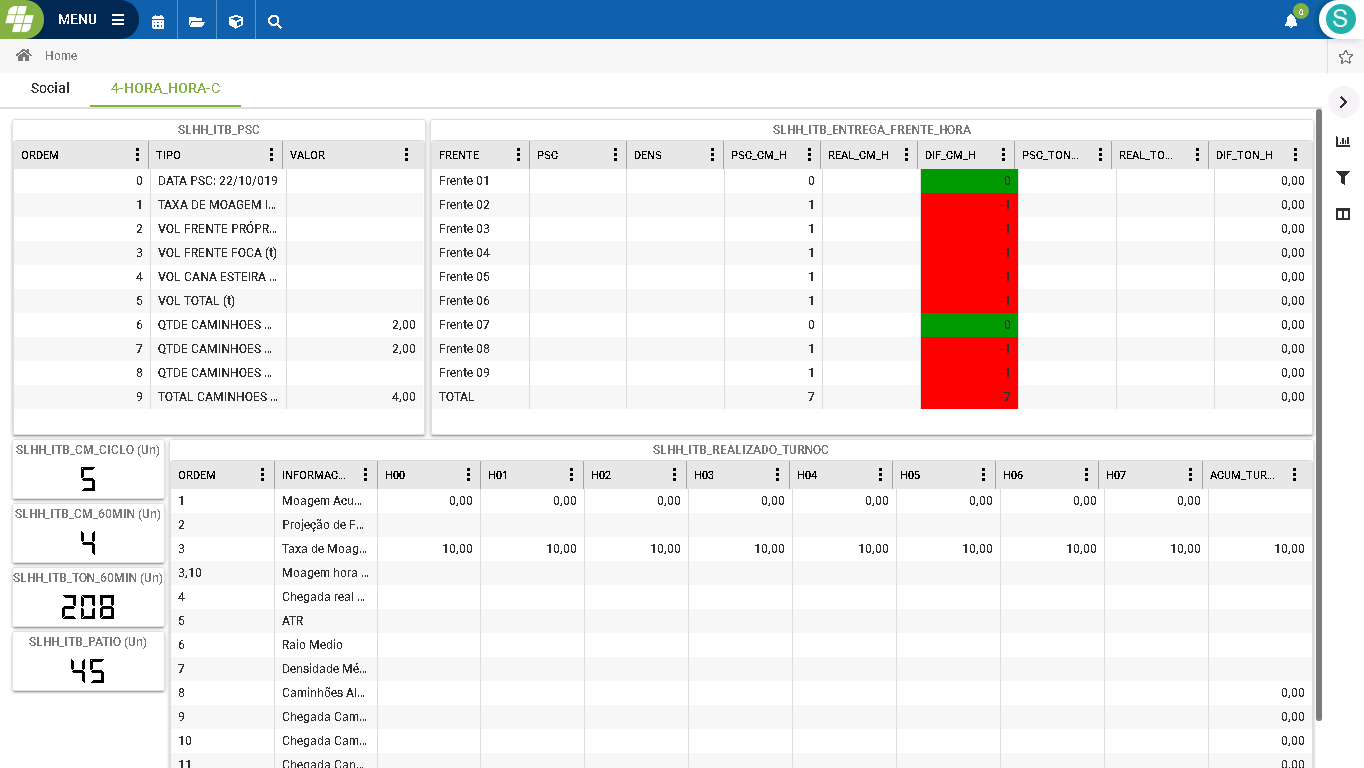 MENU
0
S
Home
Social 4-HORA_HORA-C
SLHH_ITB_PSC
ORDEM TIPO VALOR
0 DATA PSC: 22/10/019
1 TAXA DE MOAGEM I...
2 VOL FRENTE PRÓPR...
3 VOL FRENTE FOCA (t)
4 VOL CANA ESTEIRA ...
5 VOL TOTAL (t)
6 QTDE CAMINHOES ... 2,00
7 QTDE CAMINHOES ... 2,00
8 QTDE CAMINHOES ...
9 TOTAL CAMINHOES ... 4,00
SLHH_ITB_ENTREGA_FRENTE_HORA
FRENTE PSC DENS PSC_CM_H REAL_CM_H DIF_CM_H PSC_TON... REAL_TO... DIF_TON_H
Frente 01 0 0 0,00
Frente 02 1 -1 0,00
Frente 03 1 -1 0,00
Frente 04 1 -1 0,00
Frente 05 1 -1 0,00
Frente 06 1 -1 0,00
Frente 07 0 0 0,00
Frente 08 1 -1 0,00
Frente 09 1 -1 0,00
TOTAL 7 -7 0,00
SLHH_ITB_CM_CICLO (Un)
5
SLHH_ITB_CM_60MIN (Un)
4
SLHH_ITB_TON_60MIN (Un)
208
SLHH_ITB_PATIO (Un)
45
SLHH_ITB_REALIZADO_TURNOC
ORDEM INFORMAC... H00 H01 H02 H03 H04 H05 H06 H07 ACUM_TUR...
1 Moagem Acu... 0,00 0,00 0,00 0,00 0,00 0,00 0,00 0,00
2 Projeção de F...
3 Taxa de Moag... 10,00 10,00 10,00 10,00 10,00 10,00 10,00 10,00 10,00
3,10 Moagem hora ...
4 Chegada real ...
5 ATR
6 Raio Medio
7 Densidade Mé...
8 Caminhões Al... 0,00
9 Chegada Cam... 0,00
10 Chegada Cam... 0,00
11 Chegada Can... 0,00